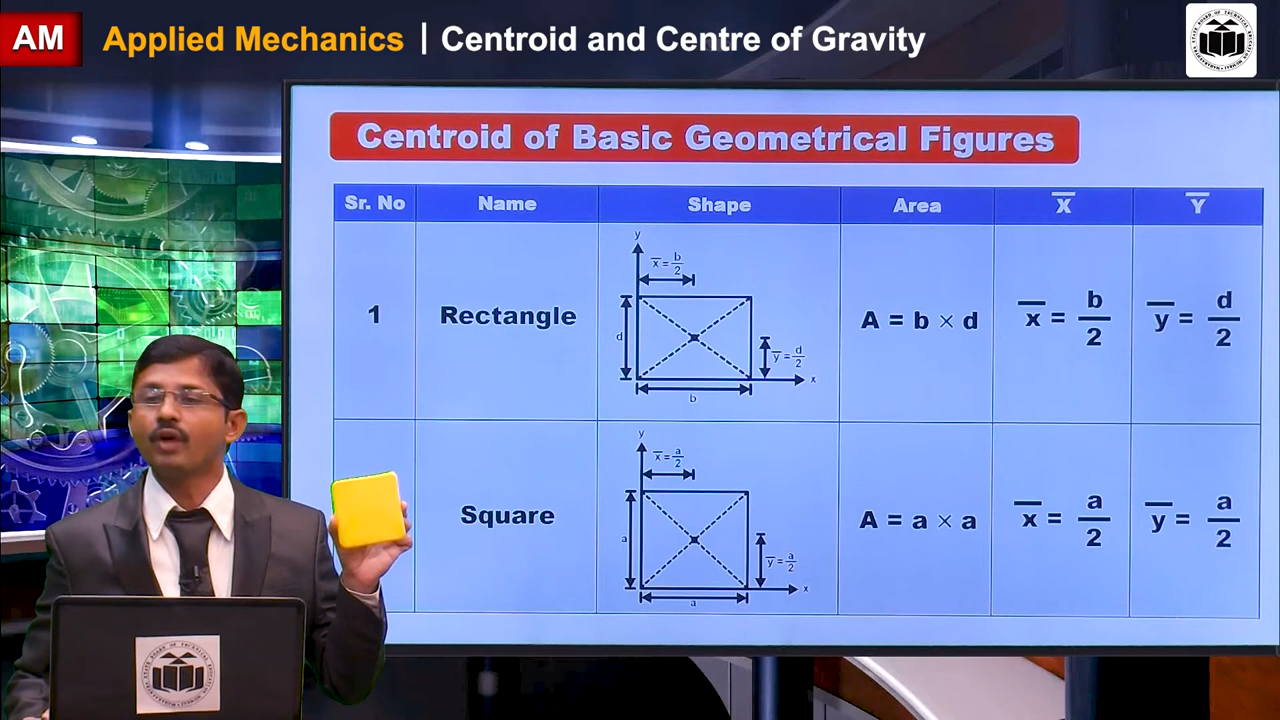 AM
Applied Mechanics | Centroid and Centre of Gravity
Centroid of Basic Geometrical Figures
Sr. No Name Shape Area X̅ Y̅
1 Rectangle A = b × d x̅ = b/2 y̅ = d/2
y
x̅ = b/2
d
y̅ = d/2
x
b
Square A = a × a x̅ = a/2 y̅ = a/2
y
x̅ = a/2
a
y̅ = a/2
x
a